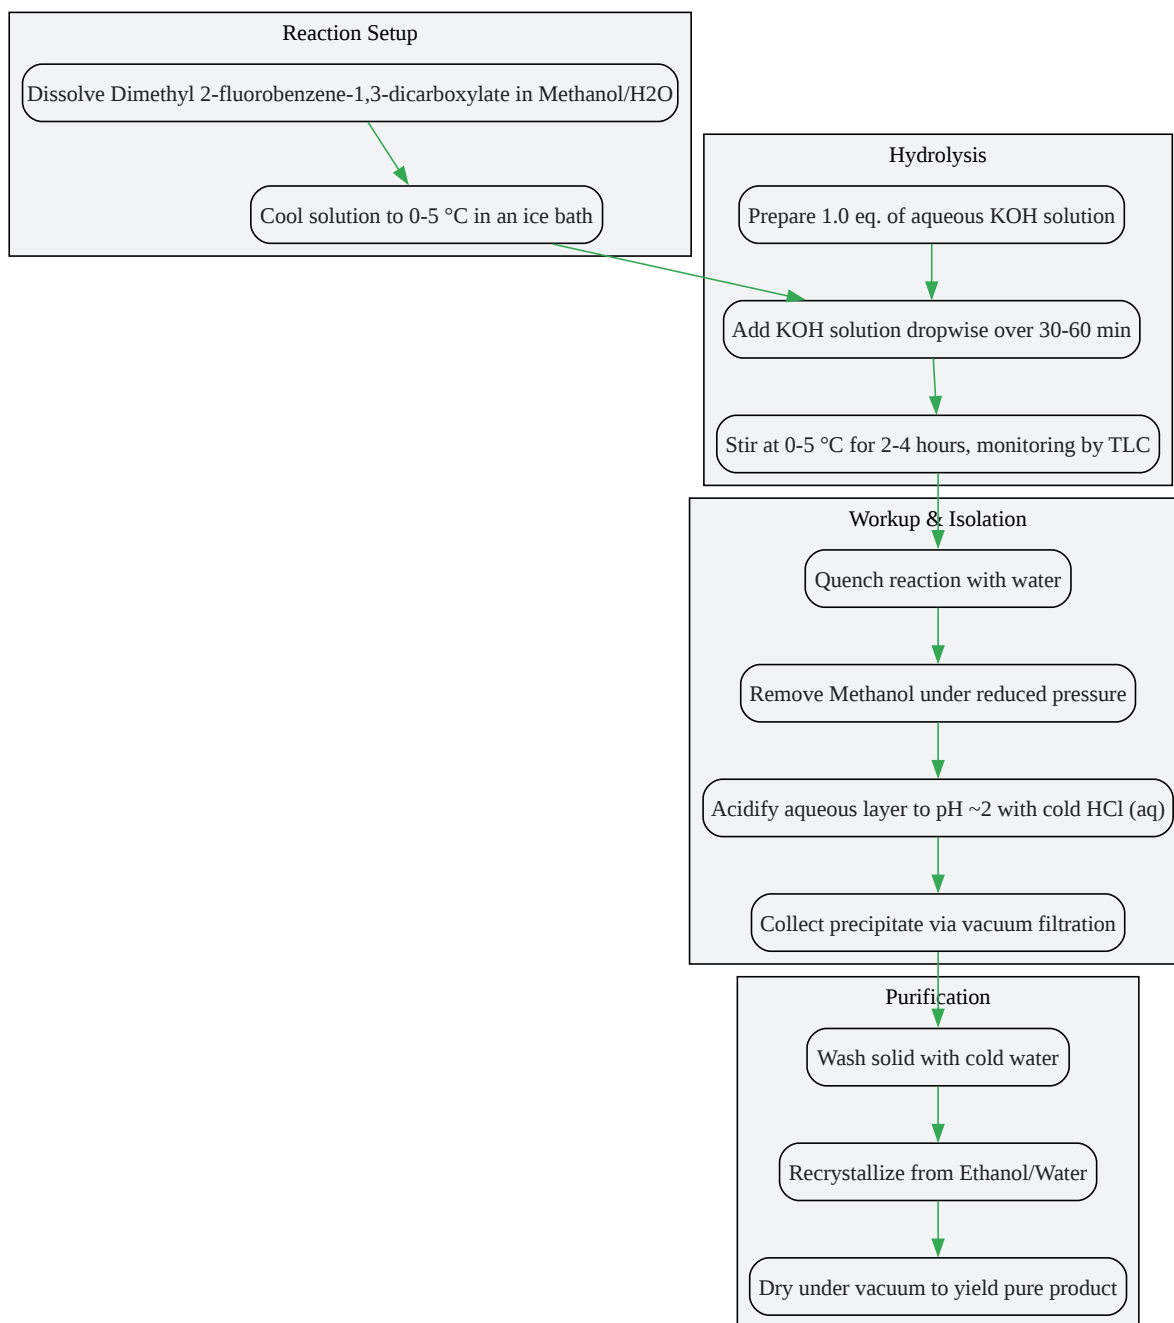 Reaction Setup
Dissolve Dimethyl 2-fluorobenzene-1,3-dicarboxylate in Methanol/H2O
Cool solution to 0-5 °C in an ice bath
Hydrolysis
Prepare 1.0 eq. of aqueous KOH solution
Add KOH solution dropwise over 30-60 min
Stir at 0-5 °C for 2-4 hours, monitoring by TLC
Workup & Isolation
Quench reaction with water
Remove Methanol under reduced pressure
Acidify aqueous layer to pH ~2 with cold HCl (aq)
Collect precipitate via vacuum filtration
Purification
Wash solid with cold water
Recrystallize from Ethanol/Water
Dry under vacuum to yield pure product